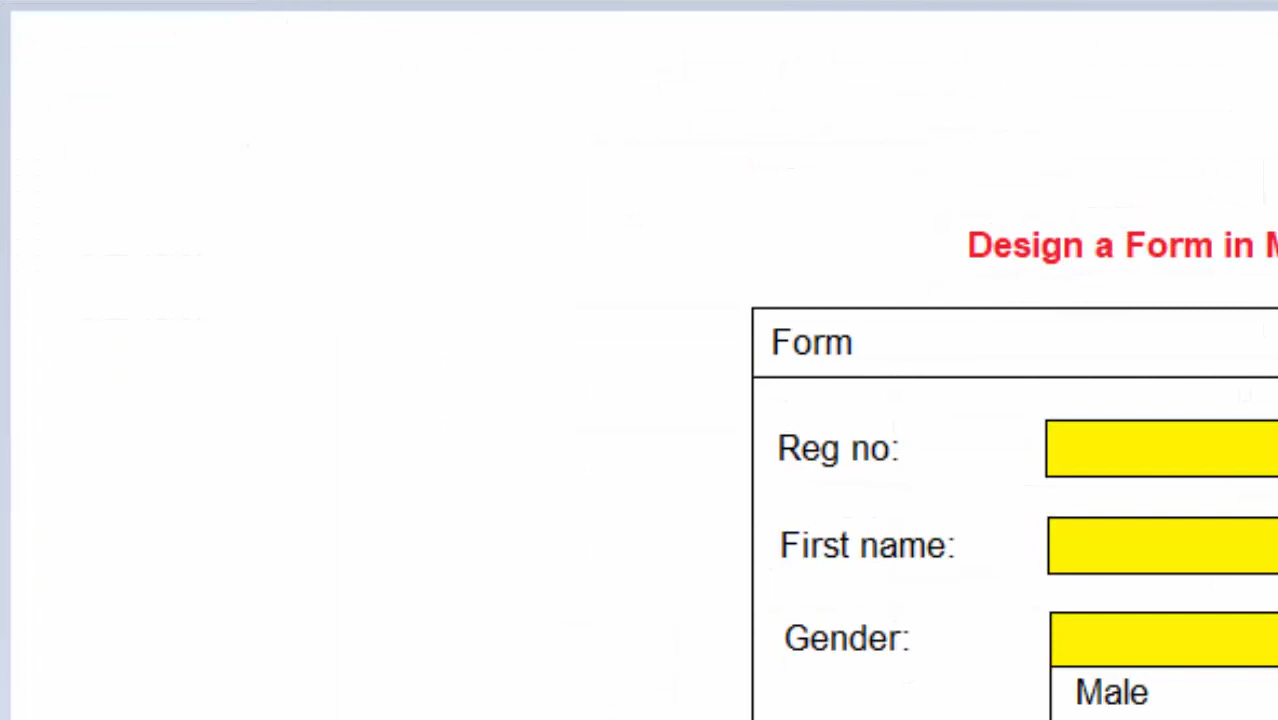 Design a Form in
Form
Reg no:
First name:
Gender:
Male